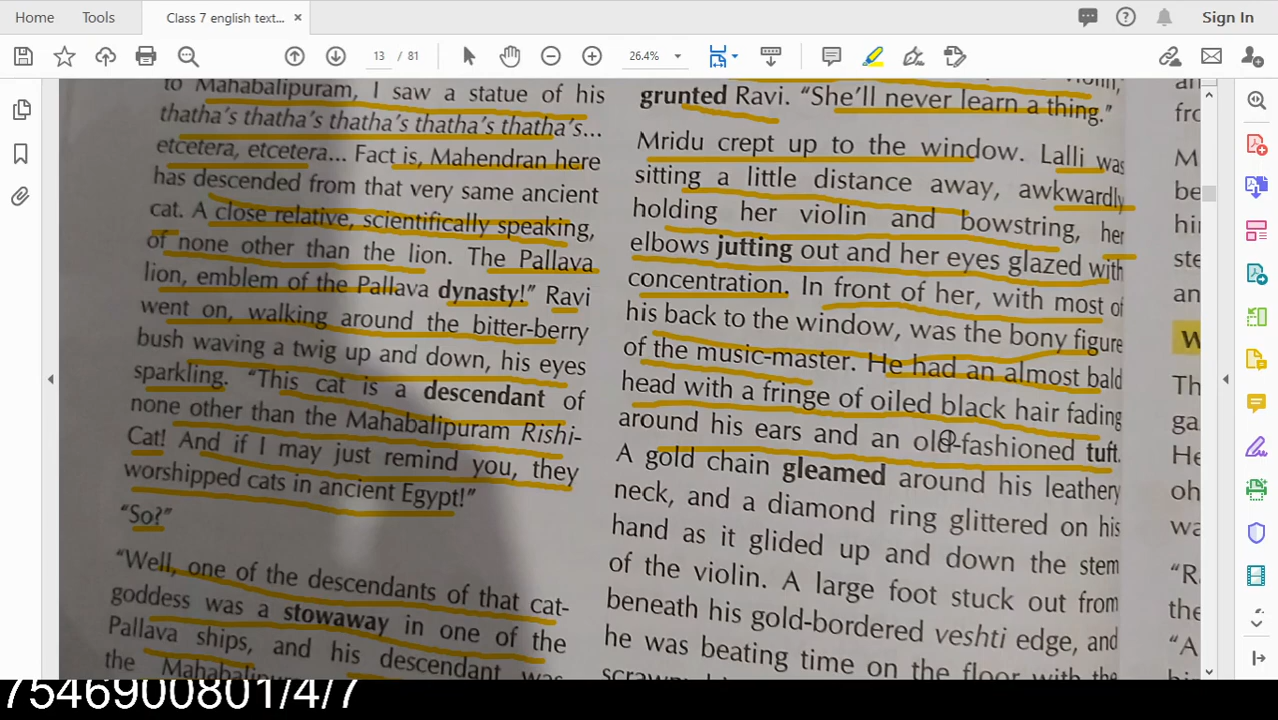 Home
Tools
Class 7 english text...
Sign In
13 / 81
26.4%
to Mahabalipuram, I saw a statue of his
thatha's thatha's thatha's thatha's thatha's...
etcetera, etcetera... Fact is, Mahendran here
has descended from that very same ancient
cat. A close relative, scientifically speaking,
of none other than the lion. The Pallava
lion, emblem of the Pallava dynasty!” Ravi
went on, walking around the bitter-berry
bush waving a twig up and down, his eyes
sparkling. “This cat is a descendant of
none other than the Mahabalipuram Rishi-
Cat! And if I may just remind you, they
worshipped cats in ancient Egypt!”
“So?”
“Well, one of the descendants of that cat-
goddess was a stowaway in one of the
Pallava ships, and his descendant was
the
grunted Ravi. “She'll never learn a thing.”
Mridu crept up to the window. Lalli was
sitting a little distance away, awkwardly
holding her violin and bowstring, her
elbows jutting out and her eyes glazed with
concentration. In front of her, with most of
his back to the window, was the bony figure
of the music-master. He had an almost bald
head with a fringe of oiled black hair fading
around his ears and an old-fashioned tuft.
A gold chain gleamed around his leathery
neck, and a diamond ring glittered on his
hand as it glided up and down the stem
of the violin. A large foot stuck out from
beneath his gold-bordered veshti edge, and
he was beating time on the floor with the
7546900801/4/7